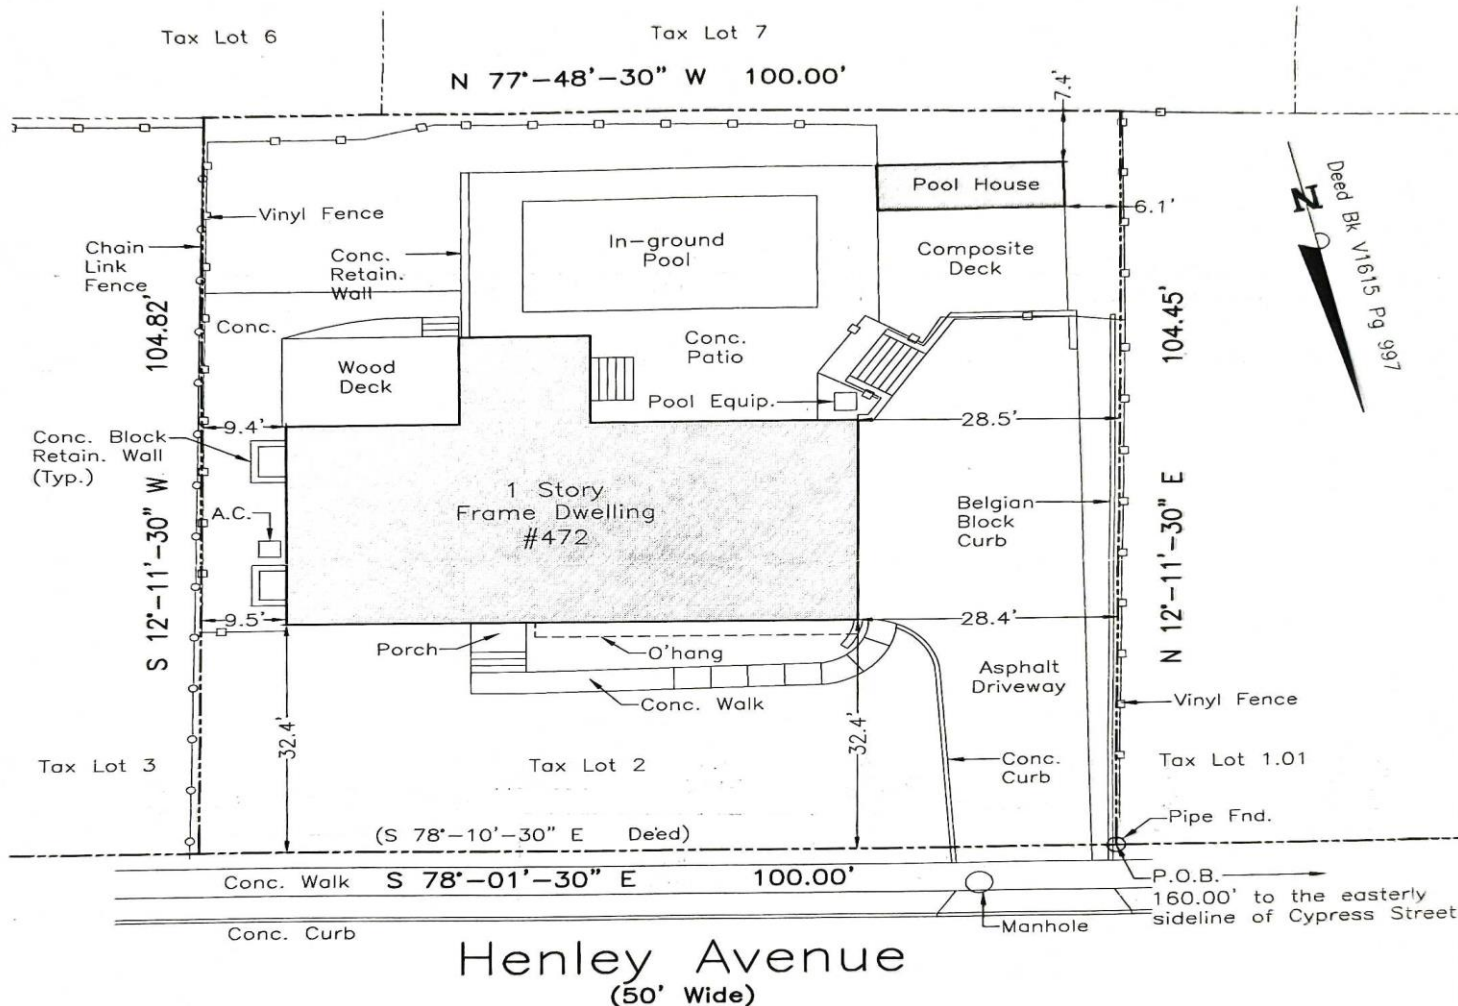 Tax Lot 6
Tax Lot 7
N 77°-48'-30" W 100.00'
7.4'
Pool House
6.1'
Vinyl Fence
Chain
Link
Fence
Conc.
Retain.
Wall
In-ground
Pool
Composite
Deck
N
Deed Bk V1615 Pg 997
104.82'
104.45'
Conc.
Wood
Deck
Conc.
Patio
Pool Equip.
9.4'
28.5'
Conc. Block
Retain. Wall
(Typ.)
A.C.
1 Story
Frame Dwelling
#472
Belgian
Block
Curb
S 12°-11'-30" W
N 12°-11'-30" E
9.5'
28.4'
Porch
O'hang
Conc. Walk
Asphalt
Driveway
Vinyl Fence
32.4'
32.4'
Tax Lot 3
Tax Lot 2
Conc.
Curb
Tax Lot 1.01
Pipe Fnd.
(S 78°-10'-30" E Deed)
Conc. Walk S 78°-01'-30" E 100.00'
P.O.B.
160.00' to the easterly
sideline of Cypress Street
Manhole
Conc. Curb
Henley Avenue
(50' Wide)